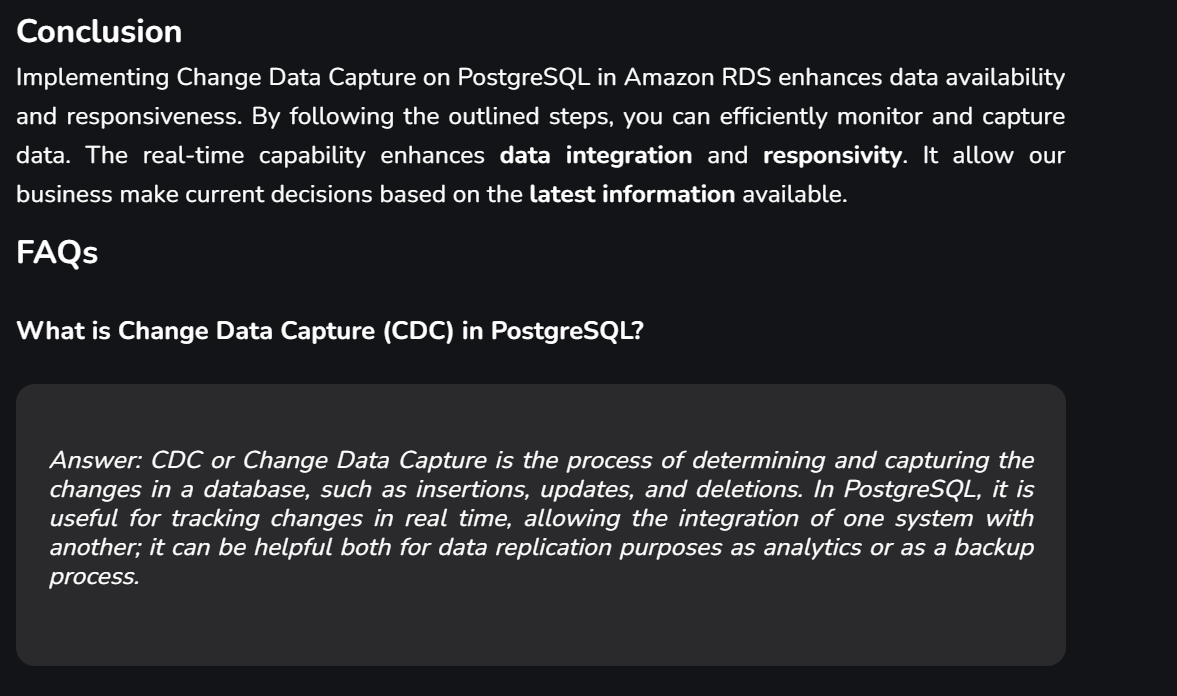 Conclusion
Implementing Change Data Capture on PostgreSQL in Amazon RDS enhances data availability
and responsiveness. By following the outlined steps, you can efficiently monitor and capture
data. The real-time capability enhances data integration and responsivity. It allow our
business make current decisions based on the latest information available.
FAQs
What is Change Data Capture (CDC) in PostgreSQL?
Answer: CDC or Change Data Capture is the process of determining and capturing the
changes in a database, such as insertions, updates, and deletions. In PostgreSQL, it is
useful for tracking changes in real time, allowing the integration of one system with
another; it can be helpful both for data replication purposes as analytics or as a backup
process.